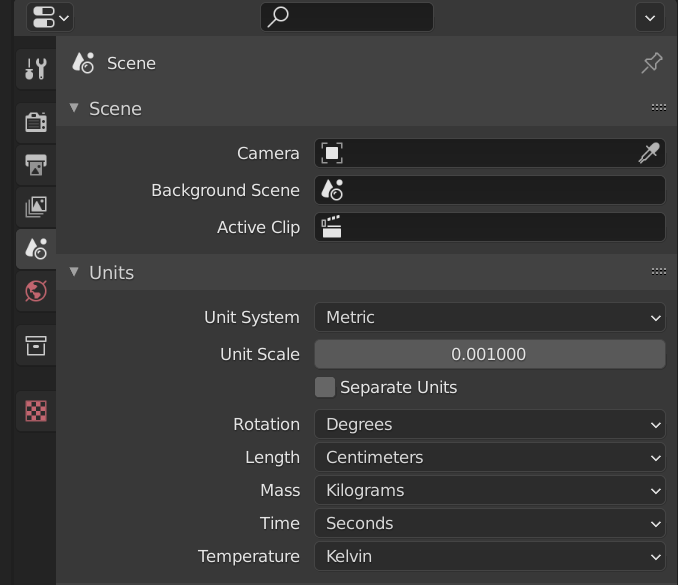 Scene
Scene
Camera
Background Scene
Active Clip
Units
Unit System Metric
Unit Scale 0.001000
Separate Units
Rotation Degrees
Length Centimeters
Mass Kilograms
Time Seconds
Temperature Kelvin